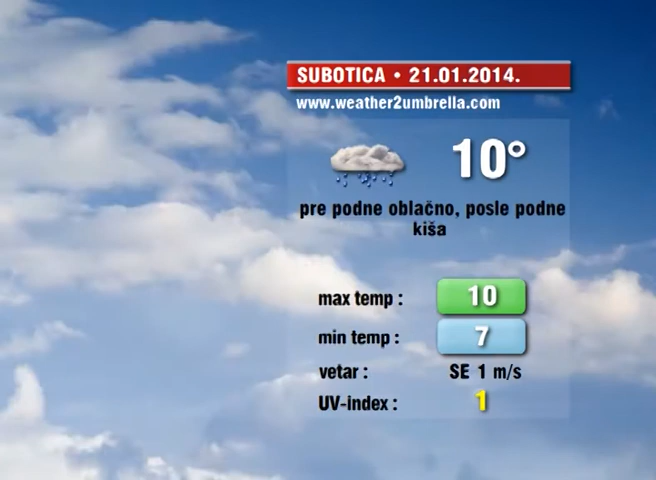 SUBOTICA • 21.01.2014.
www.weather2umbrella.com
10°
pre podne oblačno, posle podne
kiša
max temp : 10
min temp : 7
vetar : SE 1 m/s
UV-index : 1